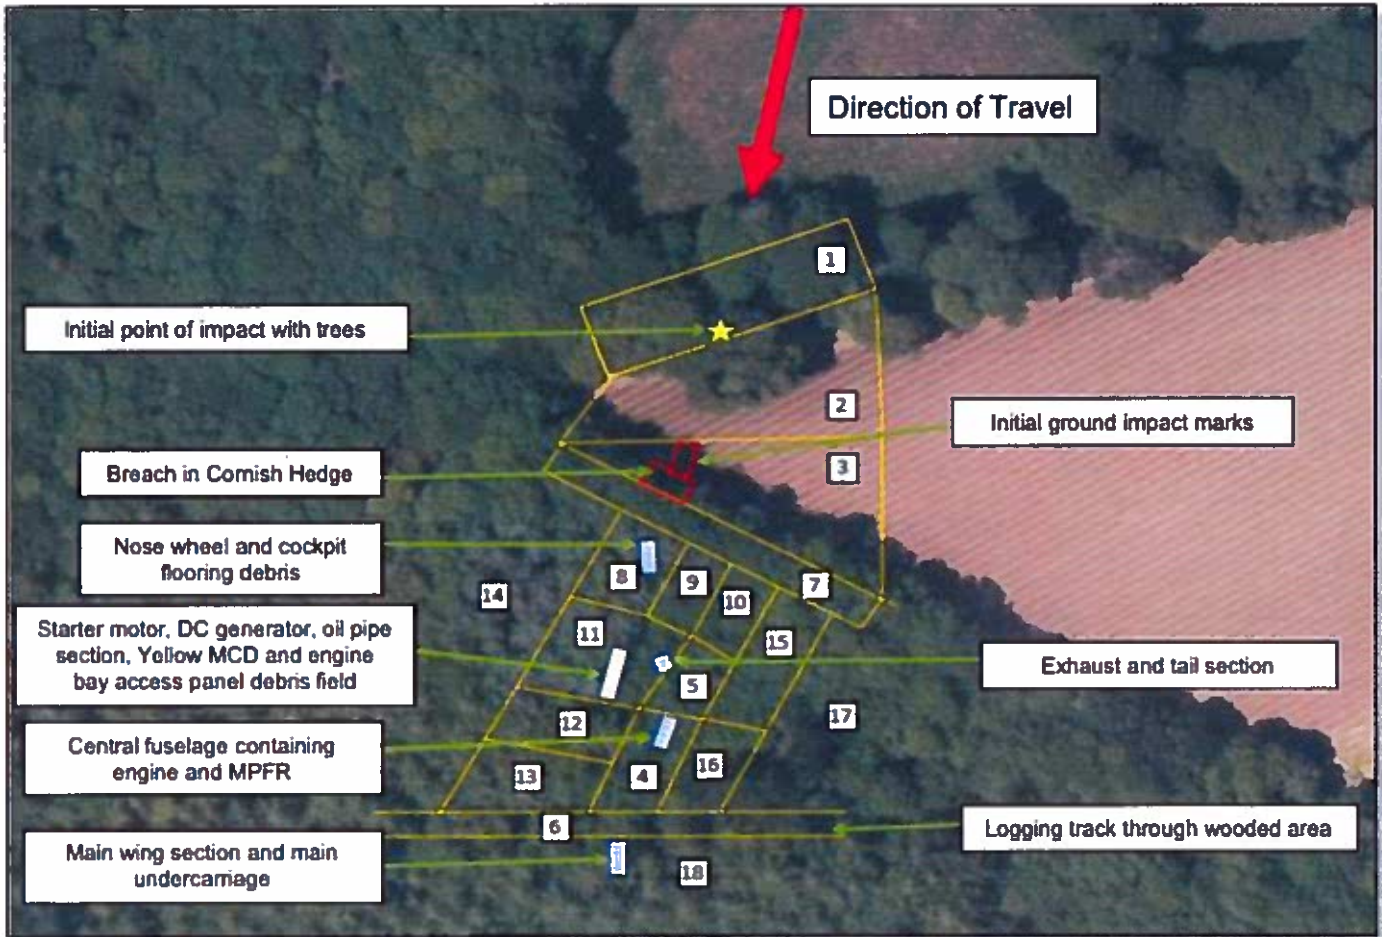 Direction of Travel
1
Initial point of impact with trees
2
Initial ground impact marks
3
Breach in Cornish Hedge
Nose wheel and cockpit
flooring debris
8
9
10
7
14
11
15
Starter motor, DC generator, oil pipe
section, Yellow MCD and engine
bay access panel debris field
Exhaust and tail section
5
12
17
Central fuselage containing
engine and MPFR
13
4
16
6
Logging track through wooded area
Main wing section and main
undercarriage
18